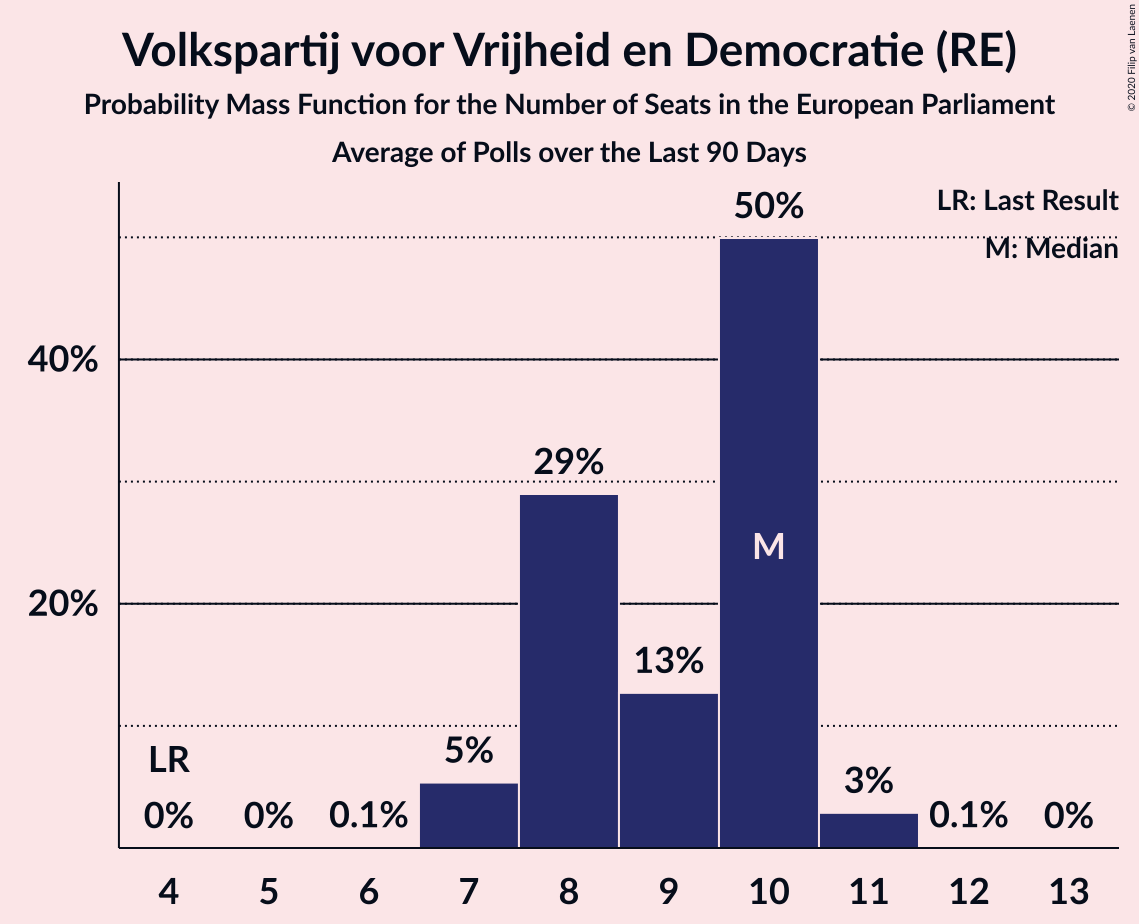 Volkspartij voor Vrijheid en Democratie (RE)
Probability Mass Function for the Number of Seats in the European Parliament
Average of Polls over the Last 90 Days
© 2020 Filip van Laenen
LR: Last Result
M: Median
50%
40%
29%
M
20%
13%
5%
LR
3%
0% 0% 0.1% 0.1% 0%
4 5 6 7 8 9 10 11 12 13